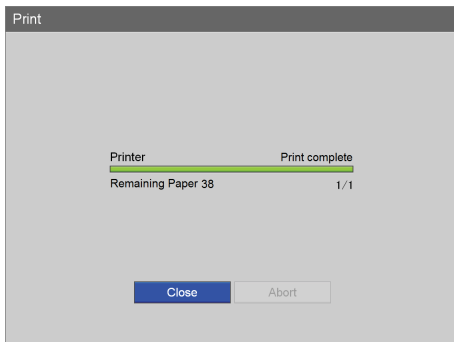 Print
Printer Print complete
Remaining Paper 38 1/1
Close Abort